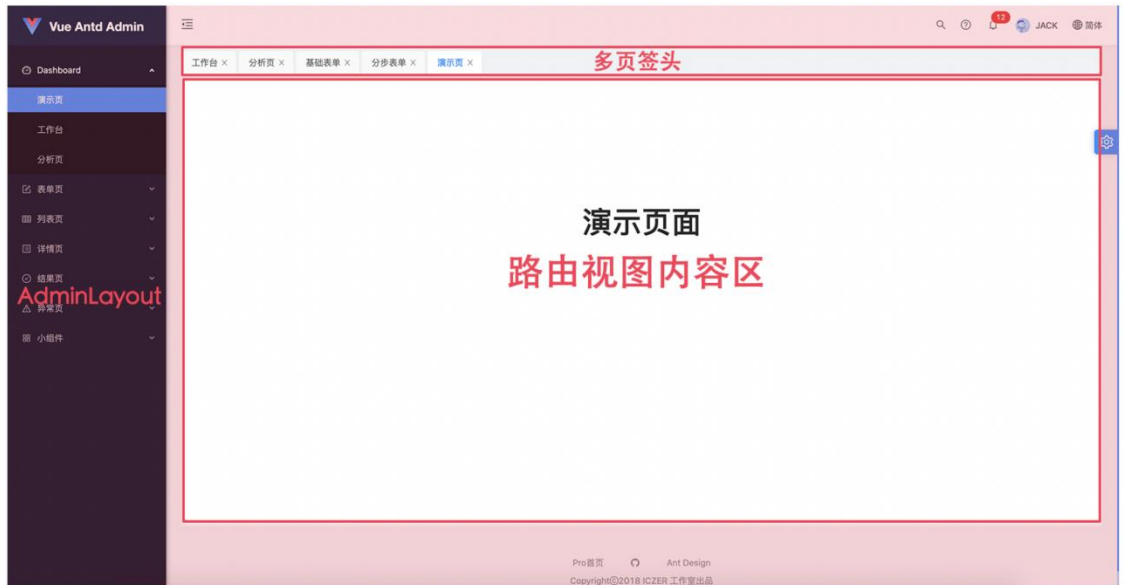 Vue Antd Admin
12
JACK
简体
Dashboard
工作台 ×
分析页 ×
基础表单 ×
分步表单 ×
演示页 ×
多页签头
演示页
工作台
分析页
表单页
列表页
详情页
结果页
AdminLayout
异常页
小组件
演示页面
路由视图内容区
Pro首页
Ant Design
Copyright©2018 ICZER 工作室出品